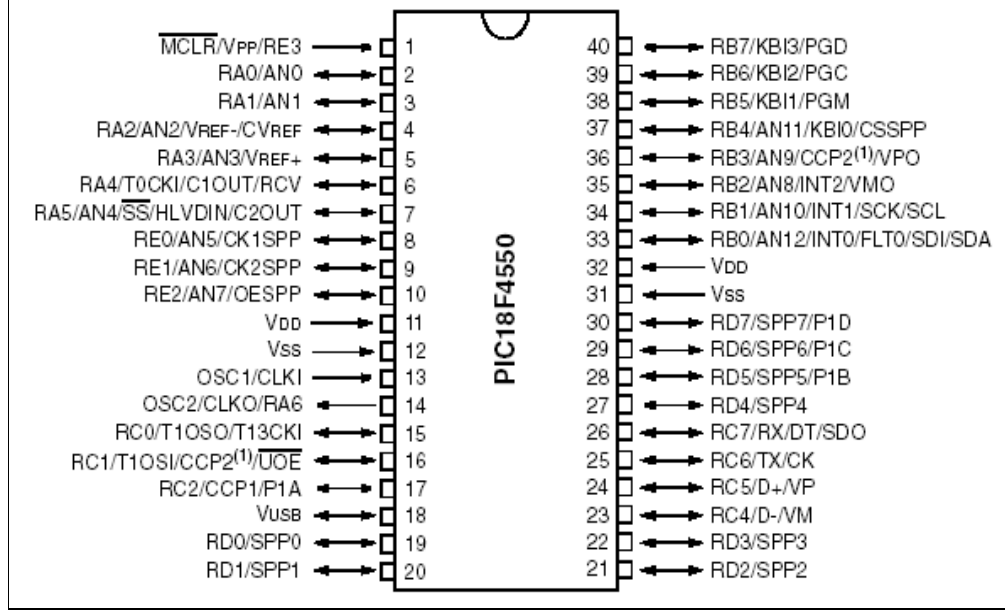 MCLR/VPP/RE3 1
RA0/AN0 2
RA1/AN1 3
RA2/AN2/VREF-/CVREF 4
RA3/AN3/VREF+ 5
RA4/T0CKI/C1OUT/RCV 6
RA5/AN4/SS/HLVDIN/C2OUT 7
RE0/AN5/CK1SPP 8
RE1/AN6/CK2SPP 9
RE2/AN7/OESPP 10
VDD 11
VSS 12
OSC1/CLKI 13
OSC2/CLKO/RA6 14
RC0/T1OSO/T13CKI 15
RC1/T1OSI/CCP2(1)/UOE 16
RC2/CCP1/P1A 17
VUSB 18
RD0/SPP0 19
RD1/SPP1 20
PIC18F4550
40 RB7/KBI3/PGD
39 RB6/KBI2/PGC
38 RB5/KBI1/PGM
37 RB4/AN11/KBI0/CSSPP
36 RB3/AN9/CCP2(1)/VPO
35 RB2/AN8/INT2/VMO
34 RB1/AN10/INT1/SCK/SCL
33 RB0/AN12/INT0/FLT0/SDI/SDA
32 VDD
31 VSS
30 RD7/SPP7/P1D
29 RD6/SPP6/P1C
28 RD5/SPP5/P1B
27 RD4/SPP4
26 RC7/RX/DT/SDO
25 RC6/TX/CK
24 RC5/D+/VP
23 RC4/D-/VM
22 RD3/SPP3
21 RD2/SPP2